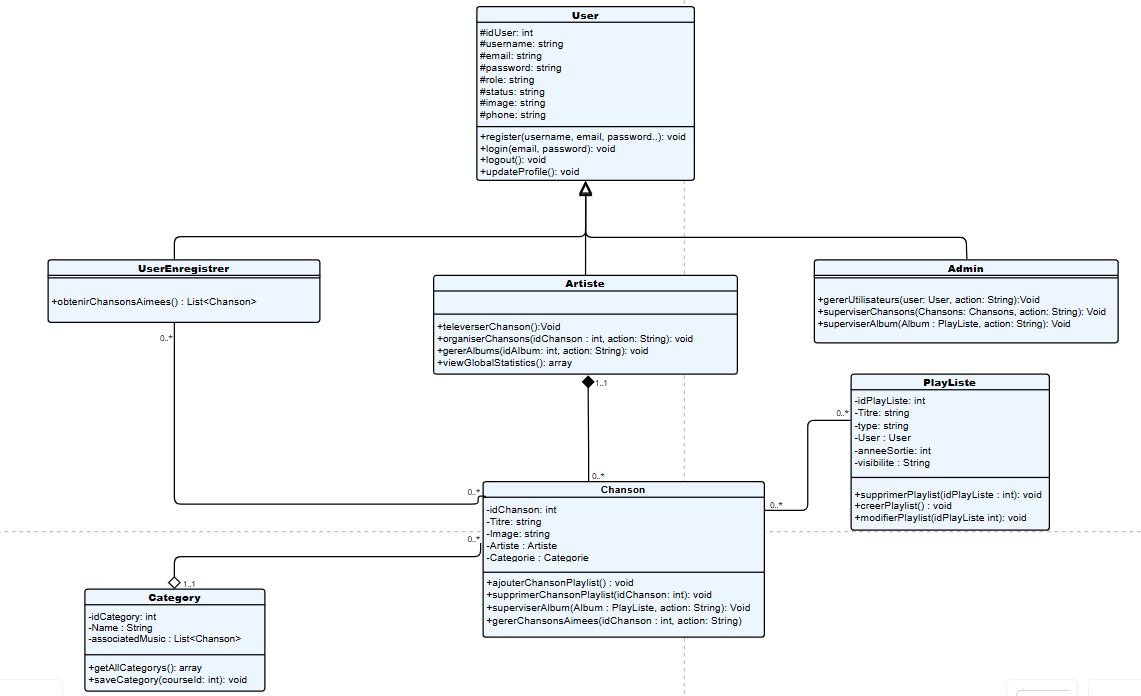 User
#idUser: int
#username: string
#email: string
#password: string
#role: string
#status: string
#image: string
#phone: string
+register(username, email, password..): void
+login(email, password): void
+logout(): void
+updateProfile(): void
UserEnregistrer
+obtenirChansonsAimees() : List<Chanson>
0..*
Artiste
+televerserChanson():Void
+organiserChansons(idChanson : int, action: String): void
+gererAlbums(idAlbum: int, action: String): void
+viewGlobalStatistics(): array
1..1
Admin
+gererUtilisateurs(user: User, action: String):Void
+superviserChansons(Chansons: Chansons, action: String): Void
+superviserAlbum(Album : PlayListe, action: String): Void
PlayListe
-idPlayListe: int
-Titre: string
-type: string
-User : User
-anneeSortie: int
-visibilite : String
+supprimerPlaylist(idPlayListe : int): void
+creerPlaylist() : void
+modifierPlaylist(idPlayListe int): void
0..*
0..*
0..*
0..*
0..*
Chanson
-idChanson: int
-Titre: string
-Image: string
-Artiste : Artiste
-Categorie : Categorie
+ajouterChansonPlaylist() : void
+supprimerChansonPlaylist(idChanson: int): void
+superviserAlbum(Album : PlayListe, action: String): Void
+gererChansonsAimees(idChanson : int, action: String)
1..1
Category
-idCategory: int
-Name : String
-associatedMusic : List<Chanson>
+getAllCategorys(): array
+saveCategory(courseId: int): void